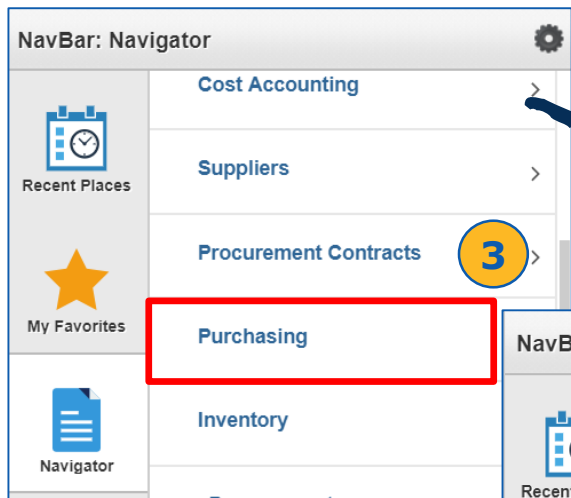 NavBar: Navigator
Cost Accounting
Recent Places
Suppliers
Procurement Contracts
3
My Favorites
Purchasing
NavB
Inventory
Navigator
Recent